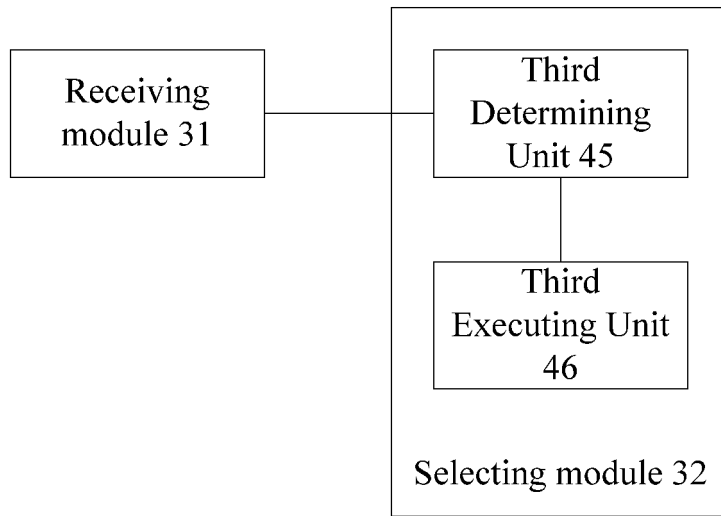 Receiving
module 31
Third
Determining
Unit 45
Third
Executing Unit
46
Selecting module 32